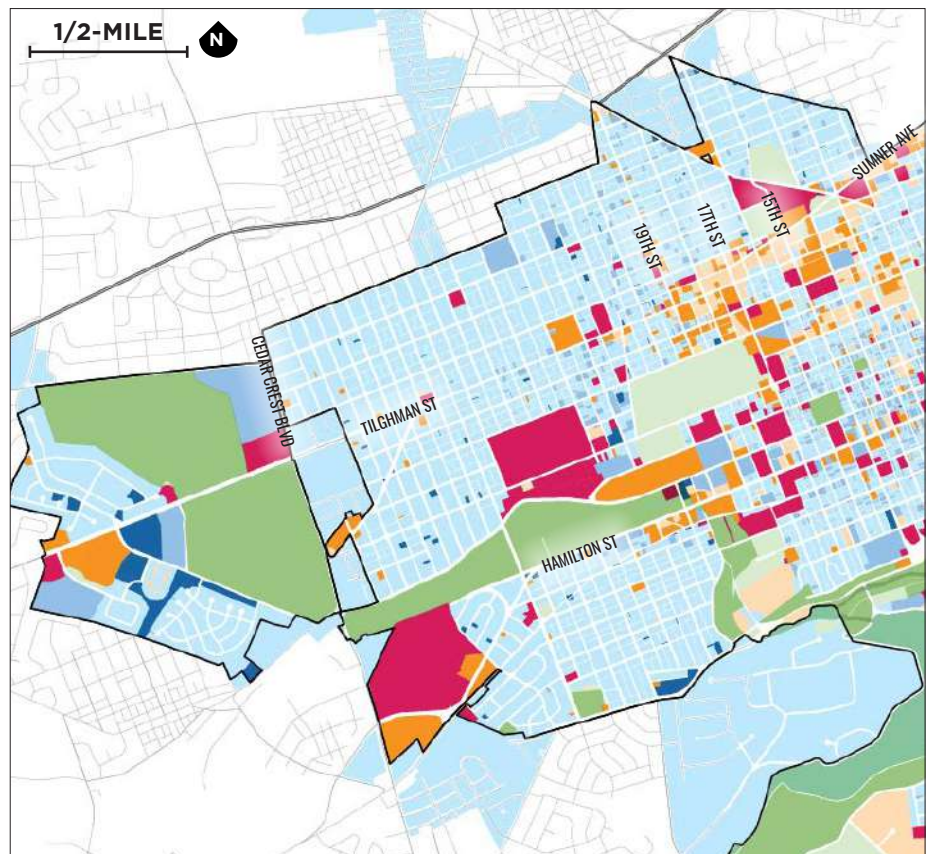 1/2-MILE
N
SUMNER AVE
15TH ST
17TH ST
19TH ST
CEDAR CREST BLVD
TILGHMAN ST
HAMILTON ST